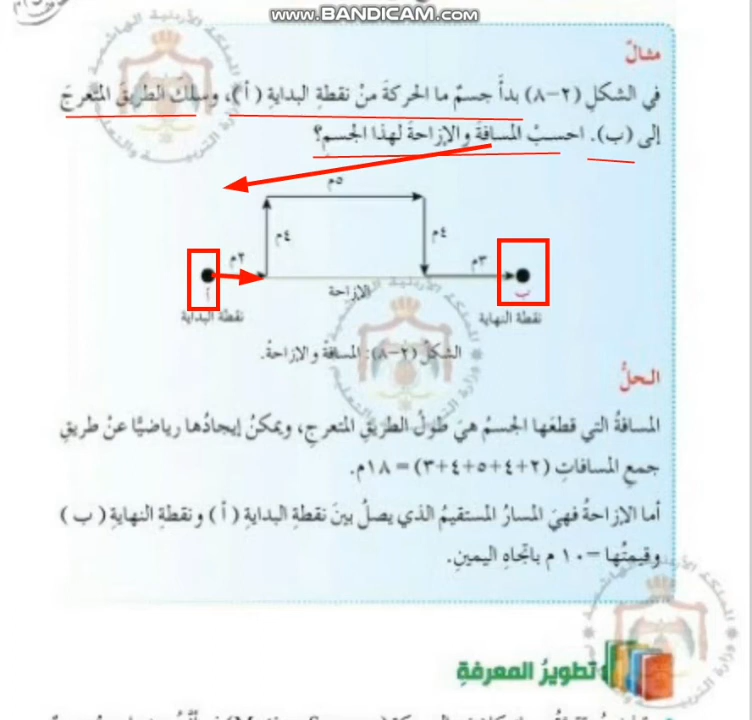 www.BANDICAM.com
مثالٌ
في الشكلِ (٢-٨) بدأَ جسمٌ ما الحركةَ منْ نقطةِ البدايةِ (أ)، وسلكَ الطريقَ المتعرجَ
إلى (ب). احسبْ المسافةَ والإزاحةَ لهذا الجسمِ؟
٥م
٤م
٤م
٢م
٣م
أ
الإزاحة
ب
نقطة البداية
نقطة النهاية
الشكلُ (٢-٨): المسافةُ والإزاحةُ.
الحلُّ
المسافةُ التي قطعَها الجسمُ هيَ طولُ الطريقِ المتعرجِ، ويمكنُ إيجادُها رياضيًّا عنْ طريقِ
جمعِ المسافاتِ (٢+٤+٥+٤+٣) = ١٨م.
أما الإزاحةُ فهيَ المسارُ المستقيمُ الذي يصلُ بينَ نقطةِ البدايةِ ( أ ) ونقطةِ النهايةِ ( ب )
وقيمتُها = ١٠ م باتجاهِ اليمينِ.
تطويرُ المعرفةِ